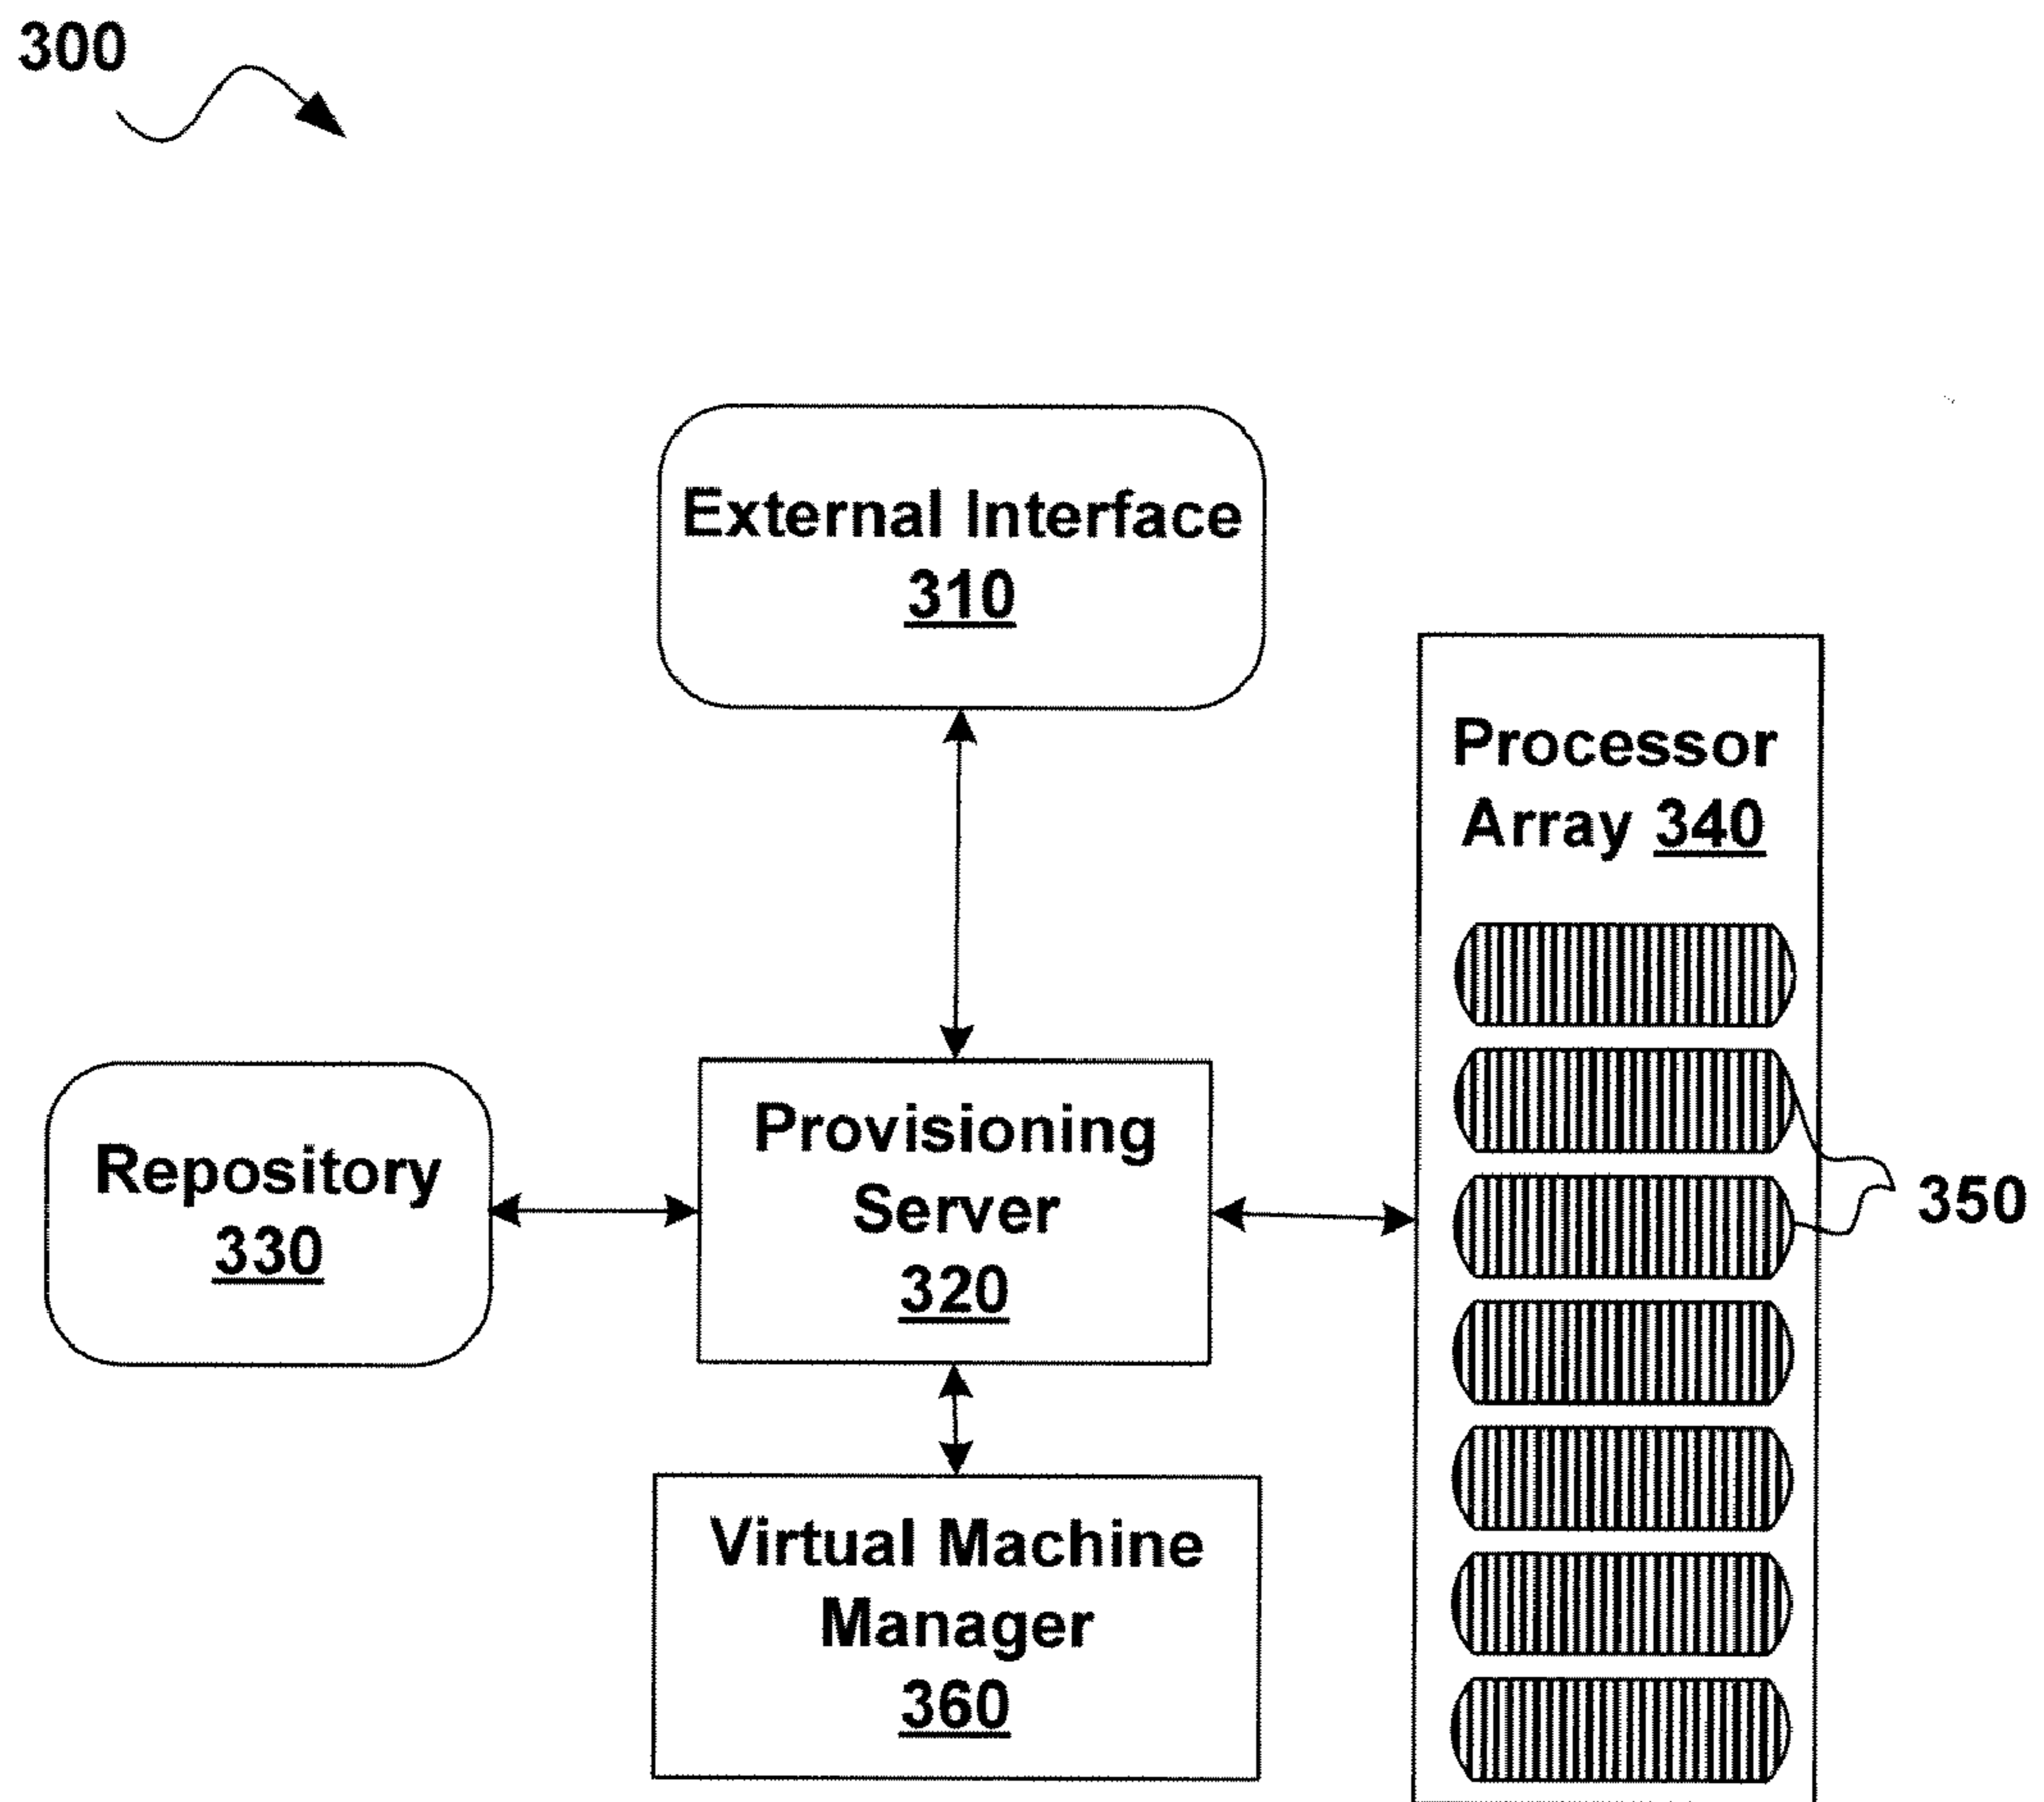 300
External Interface
310
Processor
Array 340
Repository
330
Provisioning
Server
320
350
Virtual Machine
Manager
360